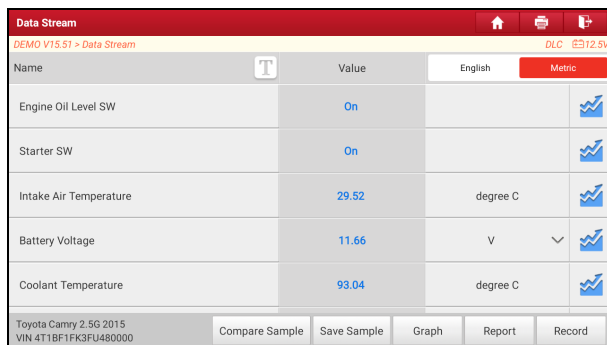 Data Stream
DEMO V15.51 > Data Stream
DLC 12.5V
Name T Value English Metric
Engine Oil Level SW On
Starter SW On
Intake Air Temperature 29.52 degree C
Battery Voltage 11.66 V
Coolant Temperature 93.04 degree C
Toyota Camry 2.5G 2015
VIN 4T1BF1FK3FU480000
Compare Sample Save Sample Graph Report Record